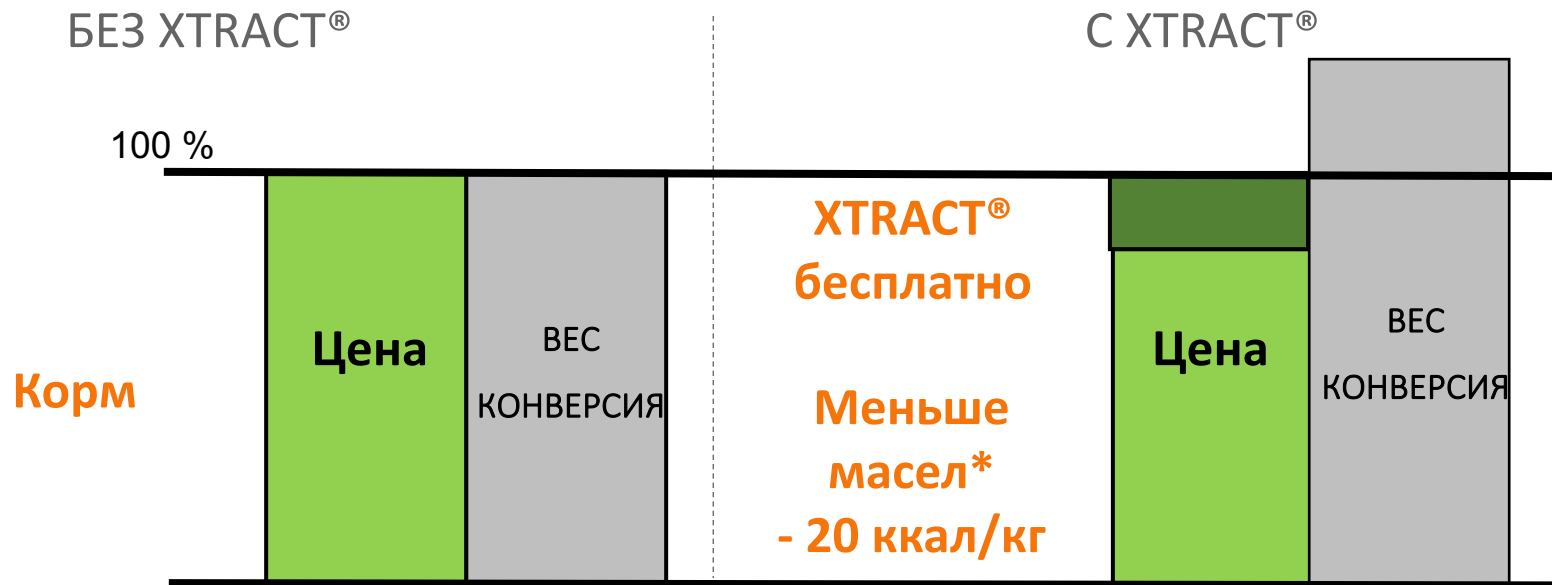 БЕЗ XTRACT®
С XTRACT®
100 %
Корм
Цена
ВЕС
КОНВЕРСИЯ
XTRACT®
бесплатно
Меньше
масел*
- 20 ккал/кг
Цена
ВЕС
КОНВЕРСИЯ